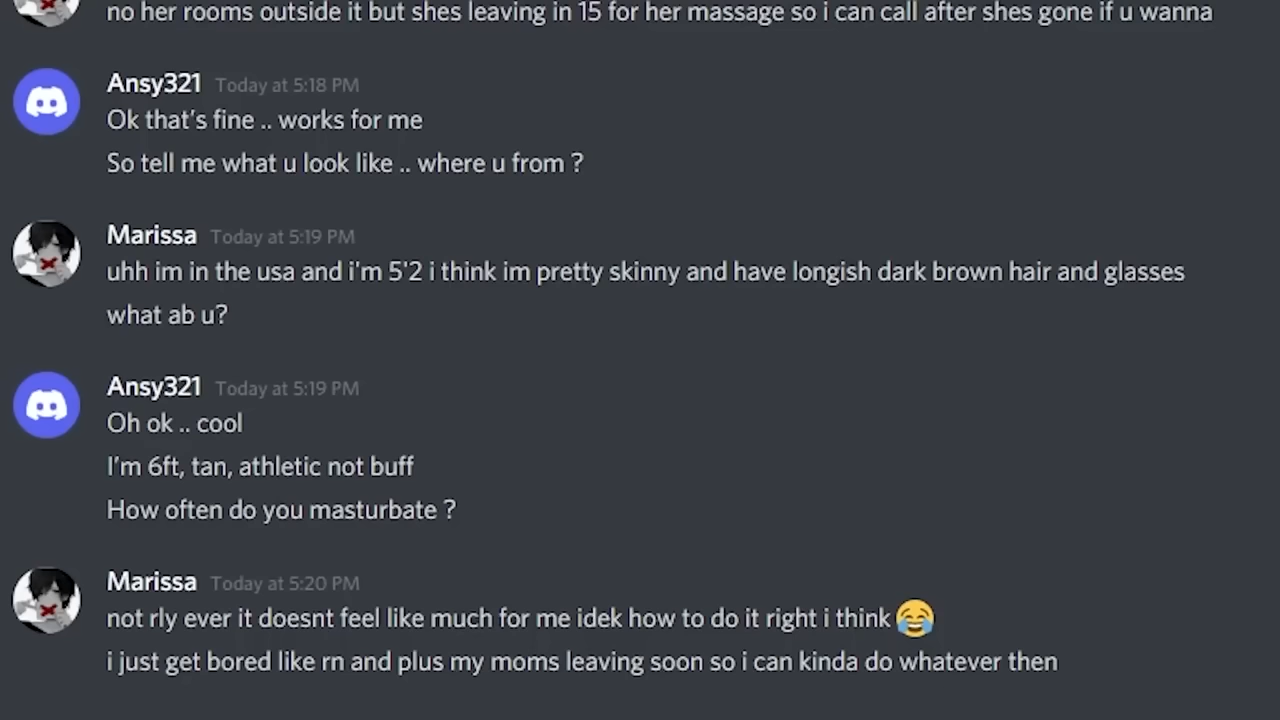 no her rooms outside it but shes leaving in 15 for her massage so i can call after shes gone if u wanna
Ansy321 Today at 5:18 PM
Ok that's fine .. works for me
So tell me what u look like .. where u from ?
Marissa Today at 5:19 PM
uhh im in the usa and i'm 5'2 i think im pretty skinny and have longish dark brown hair and glasses
what ab u?
Ansy321 Today at 5:19 PM
Oh ok .. cool
I'm 6ft, tan, athletic not buff
How often do you masturbate ?
Marissa Today at 5:20 PM
not rly ever it doesnt feel like much for me idek how to do it right i think 😂
i just get bored like rn and plus my moms leaving soon so i can kinda do whatever then